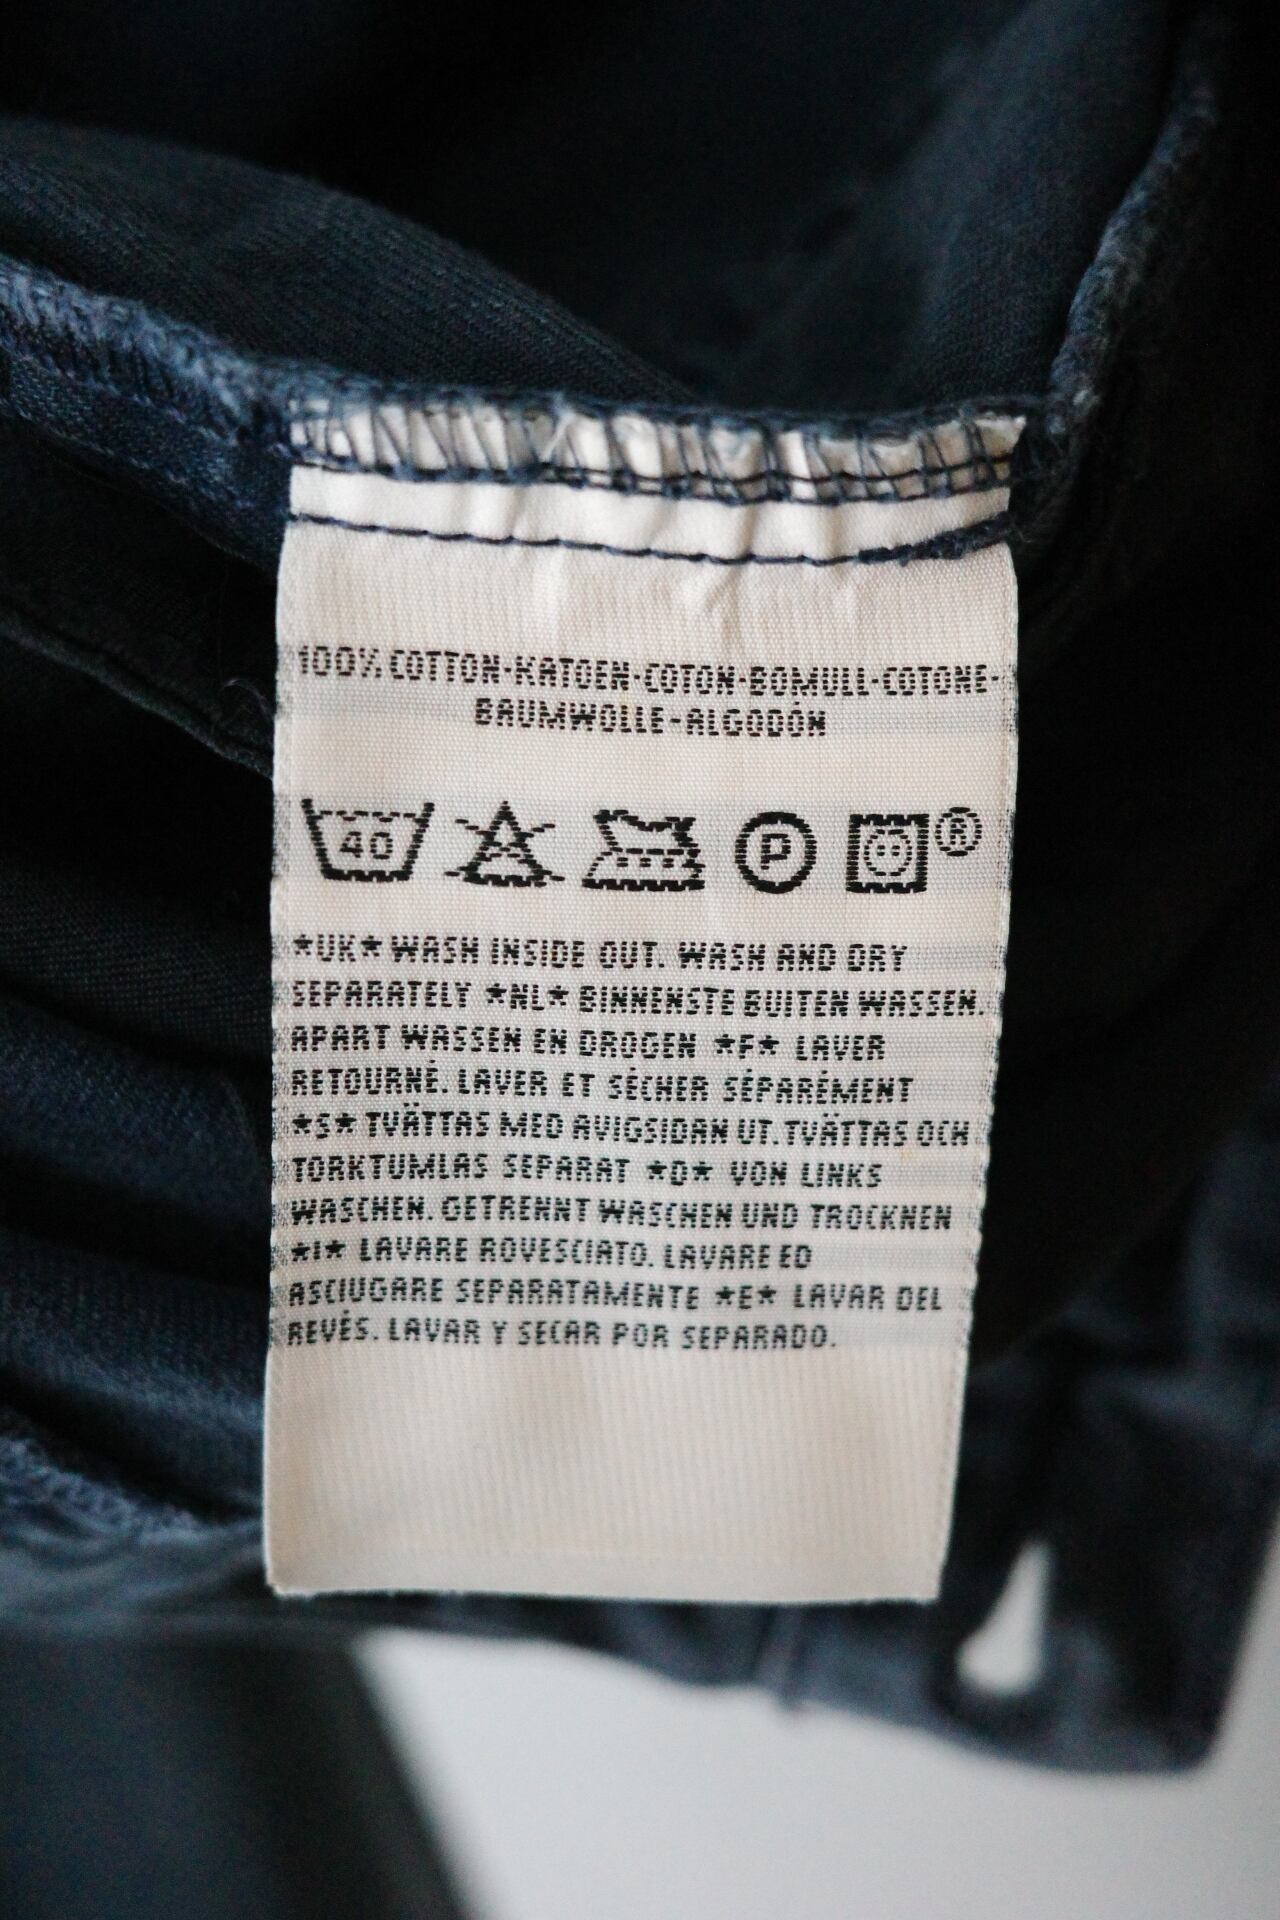 100% COTTON-KATOEN-COTON-BOMULL-COTONE-
BAUMWOLLE-ALGODÓN
40 P ®
*UK* WASH INSIDE OUT. WASH AND DRY
SEPARATELY *NL* BINNENSTE BUITEN WASSEN.
APART WASSEN EN DROGEN *F* LAVER
RETOURNÉ. LAVER ET SÉCHER SÉPARÉMENT
*S* TVÄTTAS MED AVIGSIDAN UT. TVÄTTAS OCH
TORKTUMLAS SEPARAT *D* VON LINKS
WASCHEN. GETRENNT WASCHEN UND TROCKNEN
*I* LAVARE ROVESCIATO. LAVARE ED
ASCIUGARE SEPARATAMENTE *E* LAVAR DEL
REVÉS. LAVAR Y SECAR POR SEPARADO.